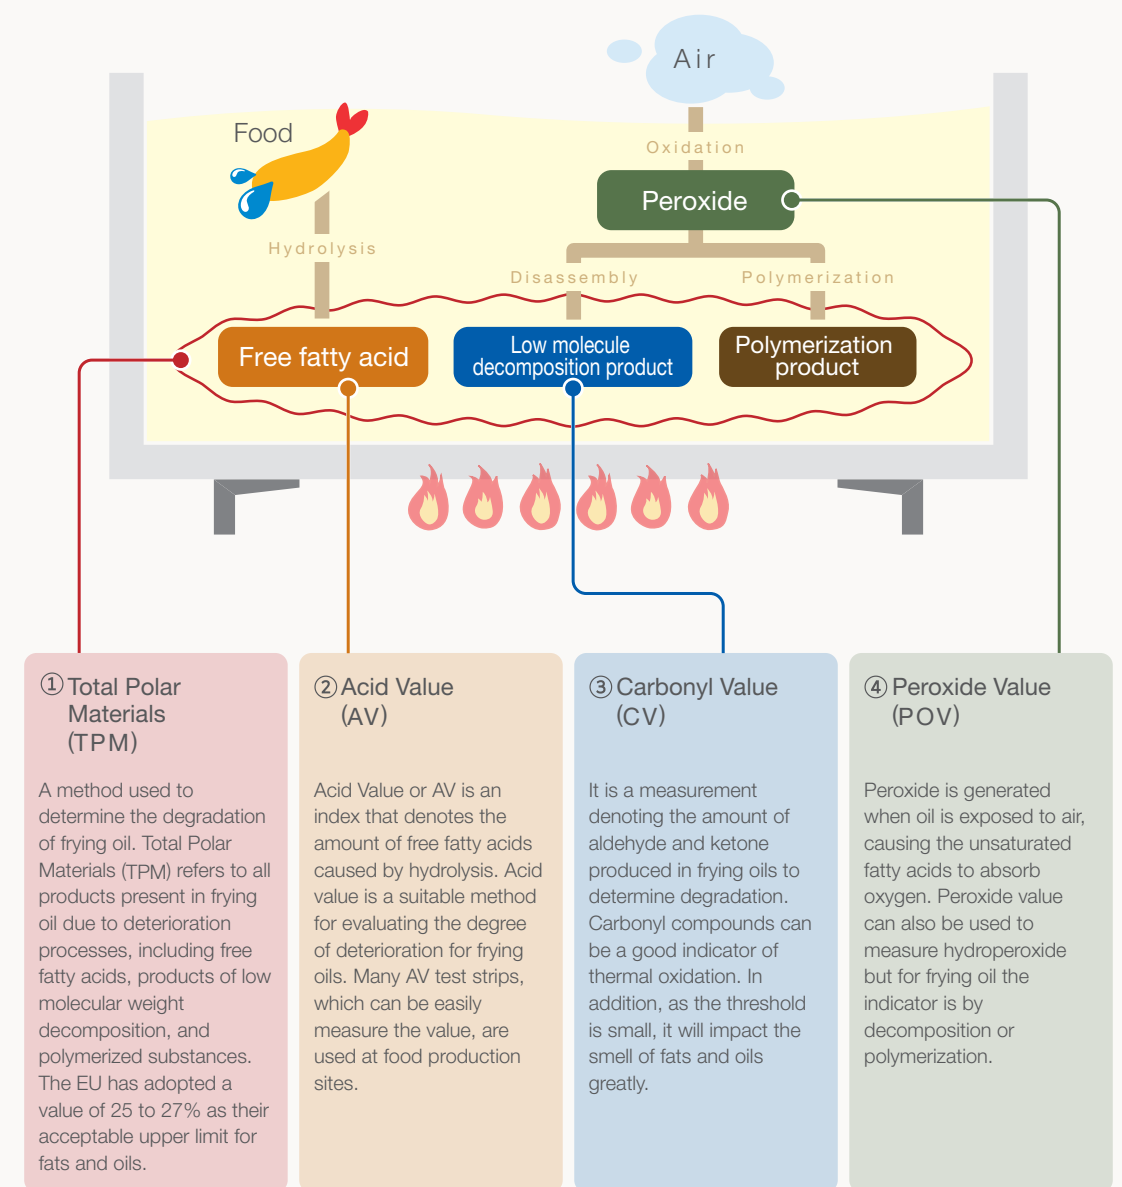 Air
Food
Oxidation
Peroxide
Hydrolysis
Disassembly
Polymerization
Free fatty acid
Low molecule
decomposition product
Polymerization
product
① Total Polar
Materials
(TPM)
A method used to
determine the degradation
of frying oil. Total Polar
Materials (TPM) refers to all
products present in frying
oil due to deterioration
processes, including free
fatty acids, products of low
molecular weight
decomposition, and
polymerized substances.
The EU has adopted a
value of 25 to 27% as their
acceptable upper limit for
fats and oils.
② Acid Value
(AV)
Acid Value or AV is an
index that denotes the
amount of free fatty acids
caused by hydrolysis. Acid
value is a suitable method
for evaluating the degree
of deterioration for frying
oils. Many AV test strips,
which can be easily
measure the value, are
used at food production
sites.
③ Carbonyl Value
(CV)
It is a measurement
denoting the amount of
aldehyde and ketone
produced in frying oils to
determine degradation.
Carbonyl compounds can
be a good indicator of
thermal oxidation. In
addition, as the threshold
is small, it will impact the
smell of fats and oils
greatly.
④ Peroxide Value
(POV)
Peroxide is generated
when oil is exposed to air,
causing the unsaturated
fatty acids to absorb
oxygen. Peroxide value
can also be used to
measure hydroperoxide
but for frying oil the
indicator is by
decomposition or
polymerization.